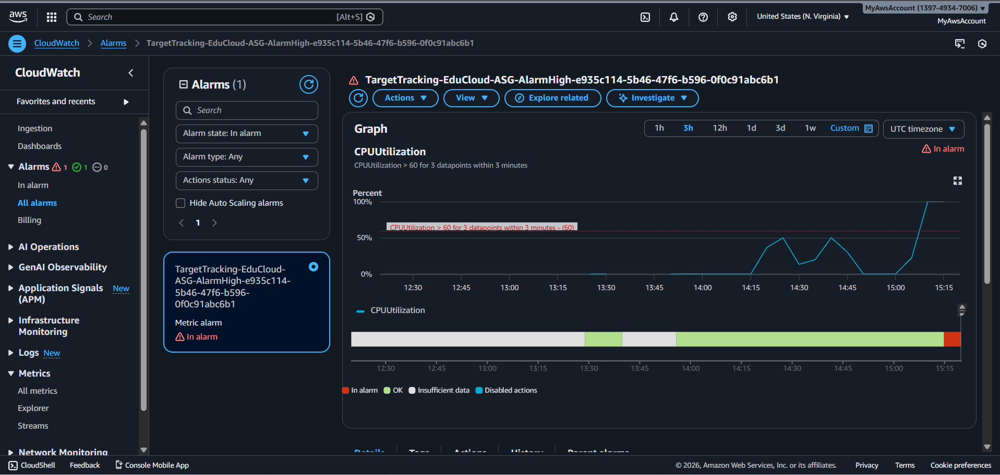 aws
Search
[Alt+S]
United States (N. Virginia)
MyAwsAccount (1397-4934-7006)
MyAwsAccount
CloudWatch
Alarms
TargetTracking-EduCloud-ASG-AlarmHigh-e935c114-5b46-47f6-b596-0f0c91abc6b1
CloudWatch
Favorites and recents
Ingestion
Dashboards
Alarms 1 1 0
In alarm
All alarms
Billing
AI Operations
GenAI Observability
Application Signals New
(APM)
Infrastructure
Monitoring
Logs New
Metrics
All metrics
Explorer
Streams
Network Monitoring
Alarms (1)
Search
Alarm state: In alarm
Alarm type: Any
Actions status: Any
Hide Auto Scaling alarms
1
TargetTracking-EduCloud-
ASG-AlarmHigh-e935c114-
5b46-47f6-b596-
0f0c91abc6b1
Metric alarm
In alarm
TargetTracking-EduCloud-ASG-AlarmHigh-e935c114-5b46-47f6-b596-0f0c91abc6b1
Actions
View
Explore related
Investigate
Graph
1h 3h 12h 1d 3d 1w Custom
UTC timezone
CPUUtilization
In alarm
CPUUtilization > 60 for 3 datapoints within 3 minutes
Percent
100%
CPUUtilization > 60 for 3 datapoints within 3 minutes - (60)
50%
0%
12:30 12:45 13:00 13:15 13:30 13:45 14:00 14:15 14:30 14:45 15:00 15:15
CPUUtilization
12:30 12:45 13:00 13:15 13:30 13:45 14:00 14:15 14:30 14:45 15:00 15:15
In alarm OK Insufficient data Disabled actions
Details Tags Actions History Parent alarms
CloudShell Feedback Console Mobile App
© 2026, Amazon Web Services, Inc. or its affiliates. Privacy Terms Cookie preferences